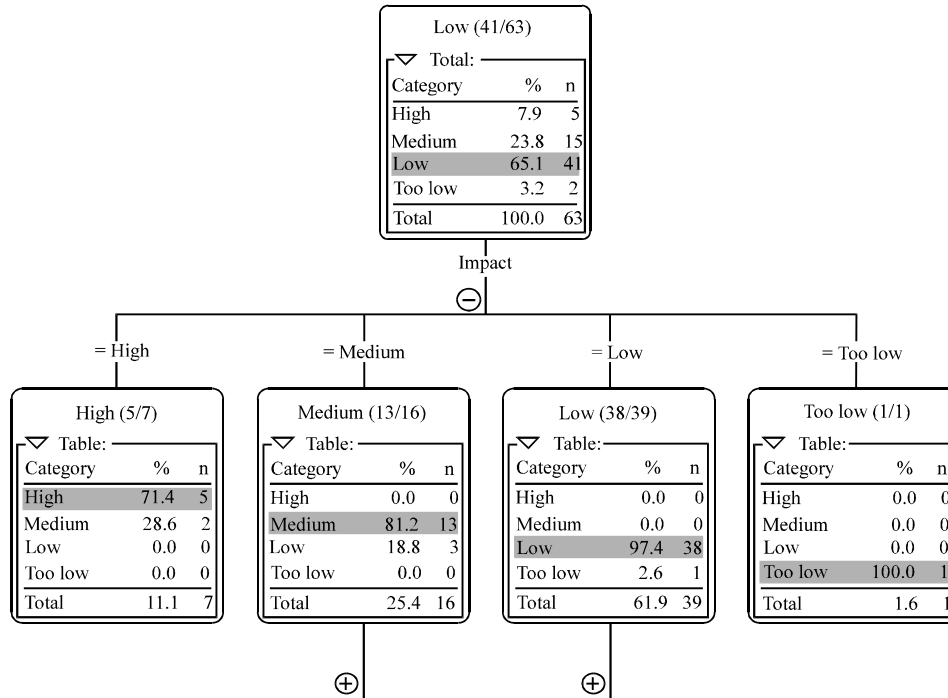 Low (41/63)
Total:
Category % n
High 7.9 5
Medium 23.8 15
Low 65.1 41
Too low 3.2 2
Total 100.0 63
Impact
= High
= Medium
= Low
= Too low
High (5/7)
Table:
Category % n
High 71.4 5
Medium 28.6 2
Low 0.0 0
Too low 0.0 0
Total 11.1 7
Medium (13/16)
Table:
Category % n
High 0.0 0
Medium 81.2 13
Low 18.8 3
Too low 0.0 0
Total 25.4 16
Low (38/39)
Table:
Category % n
High 0.0 0
Medium 0.0 0
Low 97.4 38
Too low 2.6 1
Total 61.9 39
Too low (1/1)
Table:
Category % n
High 0.0 0
Medium 0.0 0
Low 0.0 0
Too low 100.0 1
Total 1.6 1